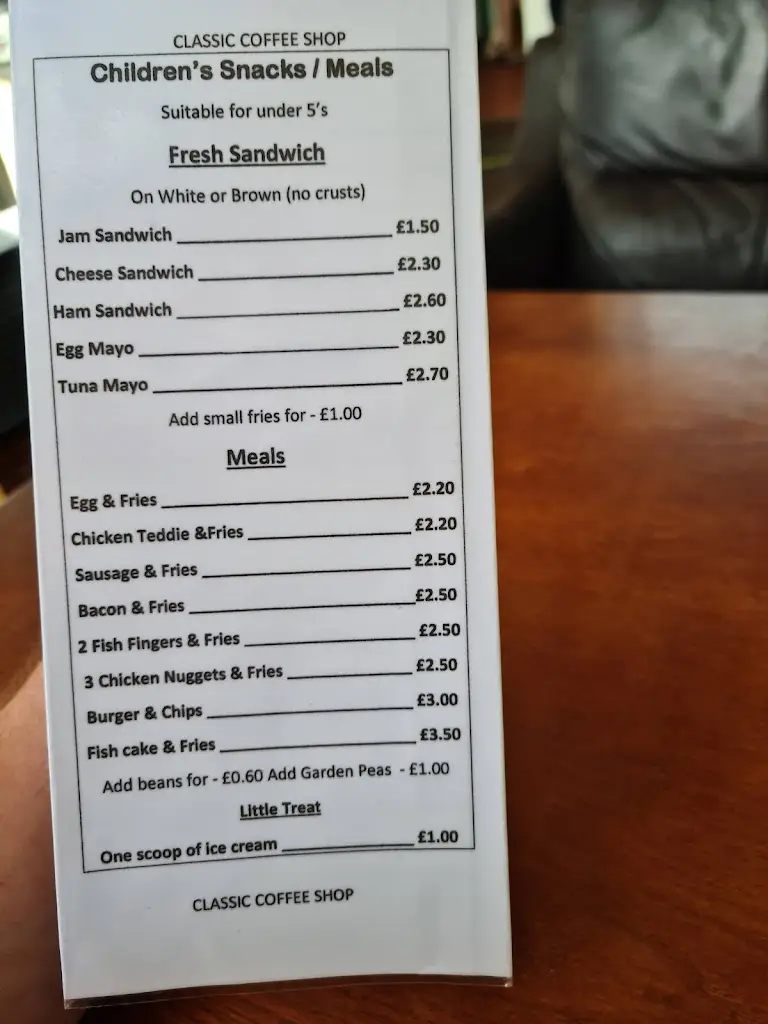 CLASSIC COFFEE SHOP
Children's Snacks / Meals
Suitable for under 5's
Fresh Sandwich
On White or Brown (no crusts)
Jam Sandwich £1.50
Cheese Sandwich £2.30
Ham Sandwich £2.60
Egg Mayo £2.30
Tuna Mayo £2.70
Add small fries for - £1.00
Meals
Egg & Fries £2.20
Chicken Teddie &Fries £2.20
Sausage & Fries £2.50
Bacon & Fries £2.50
2 Fish Fingers & Fries £2.50
3 Chicken Nuggets & Fries £2.50
Burger & Chips £3.00
Fish cake & Fries £3.50
Add beans for - £0.60 Add Garden Peas - £1.00
Little Treat
One scoop of ice cream £1.00
CLASSIC COFFEE SHOP